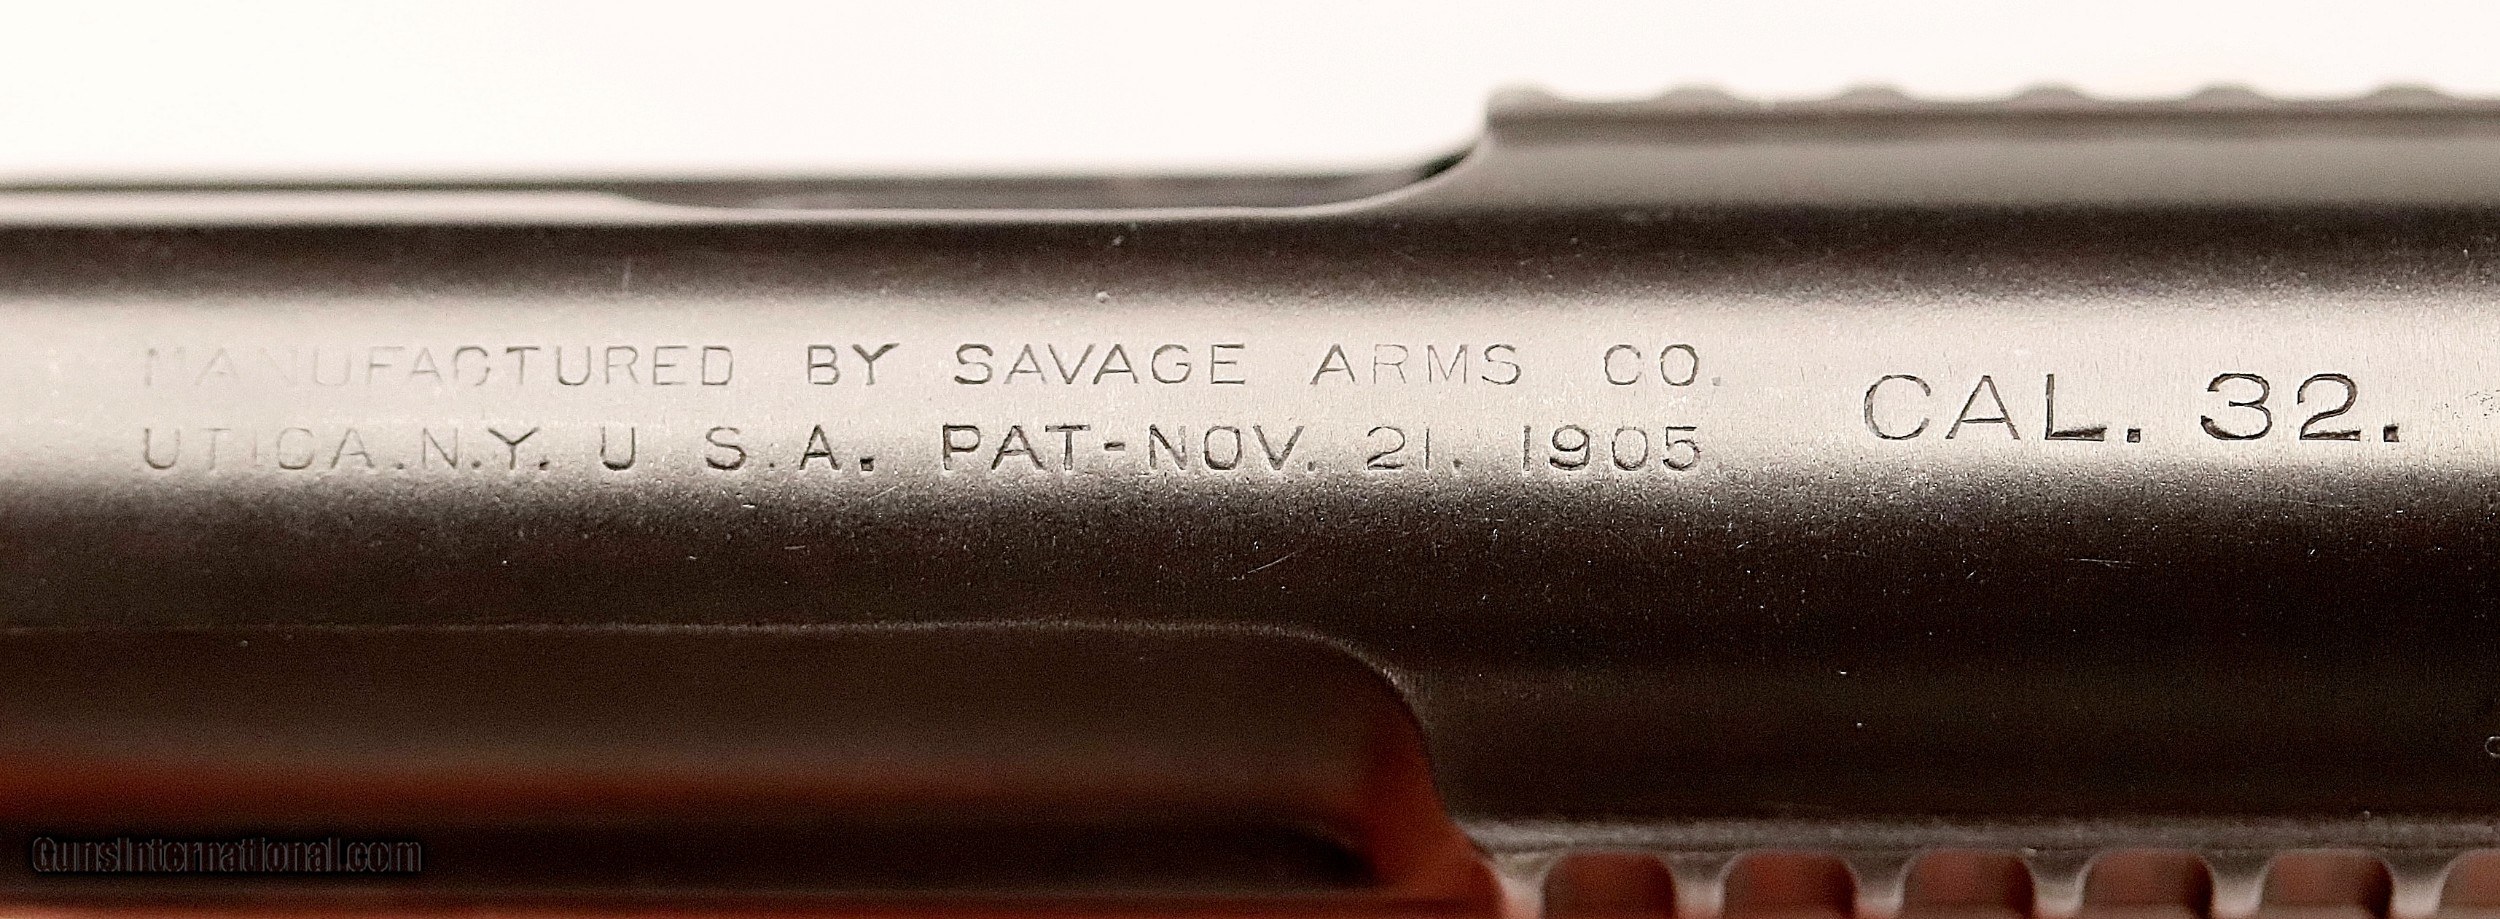 MANUFACTURED BY SAVAGE ARMS CO.
UTICA.N.Y. U S.A. PAT-NOV. 21. 1905
CAL. 32.
GunsInternational.com